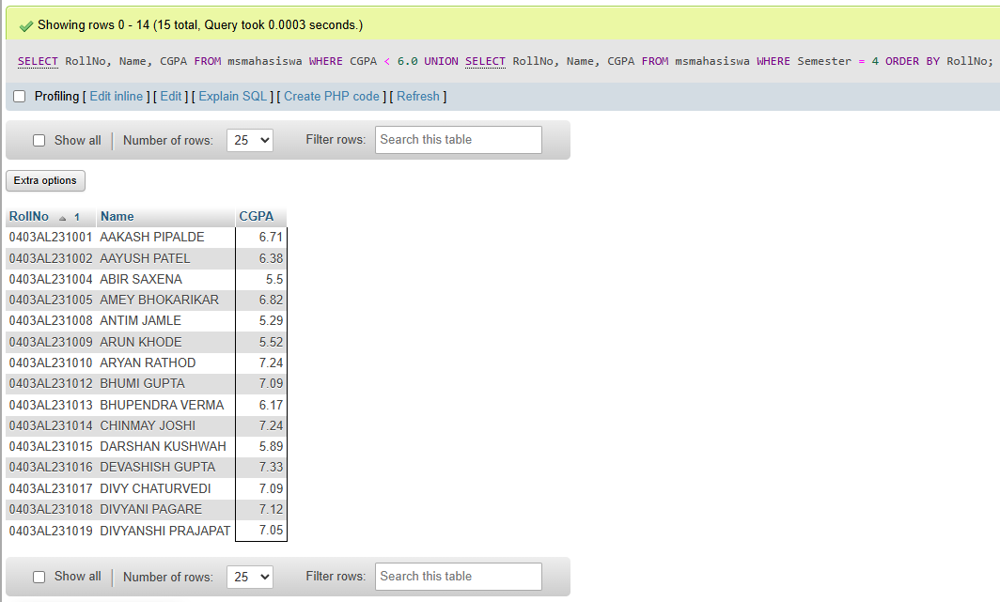 Showing rows 0 - 14 (15 total, Query took 0.0003 seconds.)
SELECT RollNo, Name, CGPA FROM msmahasiswa WHERE CGPA < 6.0 UNION SELECT RollNo, Name, CGPA FROM msmahasiswa WHERE Semester = 4 ORDER BY RollNo;
Profiling [ Edit inline ] [ Edit ] [ Explain SQL ] [ Create PHP code ] [ Refresh ]
Show all Number of rows: 25 Filter rows: Search this table
Extra options
RollNo 1 Name CGPA
0403AL231001 AAKASH PIPALDE 6.71
0403AL231002 AAYUSH PATEL 6.38
0403AL231004 ABIR SAXENA 5.5
0403AL231005 AMEY BHOKARIKAR 6.82
0403AL231008 ANTIM JAMLE 5.29
0403AL231009 ARUN KHODE 5.52
0403AL231010 ARYAN RATHOD 7.24
0403AL231012 BHUMI GUPTA 7.09
0403AL231013 BHUPENDRA VERMA 6.17
0403AL231014 CHINMAY JOSHI 7.24
0403AL231015 DARSHAN KUSHWAH 5.89
0403AL231016 DEVASHISH GUPTA 7.33
0403AL231017 DIVY CHATURVEDI 7.09
0403AL231018 DIVYANI PAGARE 7.12
0403AL231019 DIVYANSHI PRAJAPAT 7.05
Show all Number of rows: 25 Filter rows: Search this table